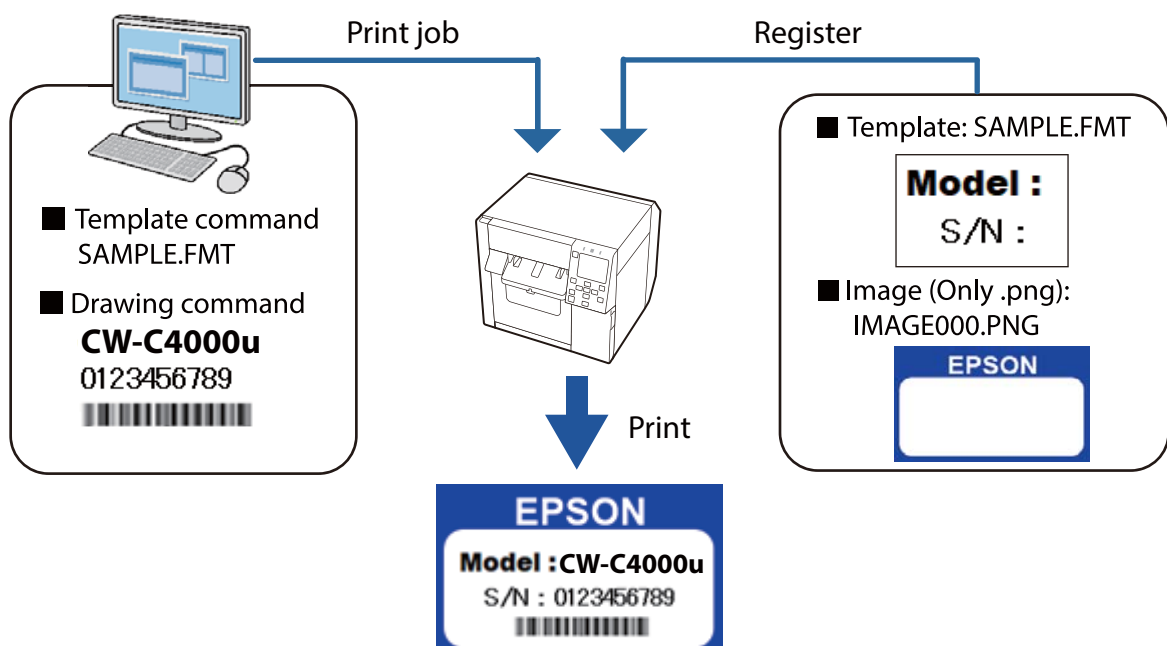 Print job
Register
■ Template command
SAMPLE.FMT
■ Drawing command
CW-C4000u
0123456789
■ Template: SAMPLE.FMT
Model :
S/N :
■ Image (Only .png):
IMAGE000.PNG
EPSON
Print
EPSON
Model : CW-C4000u
S/N : 0123456789